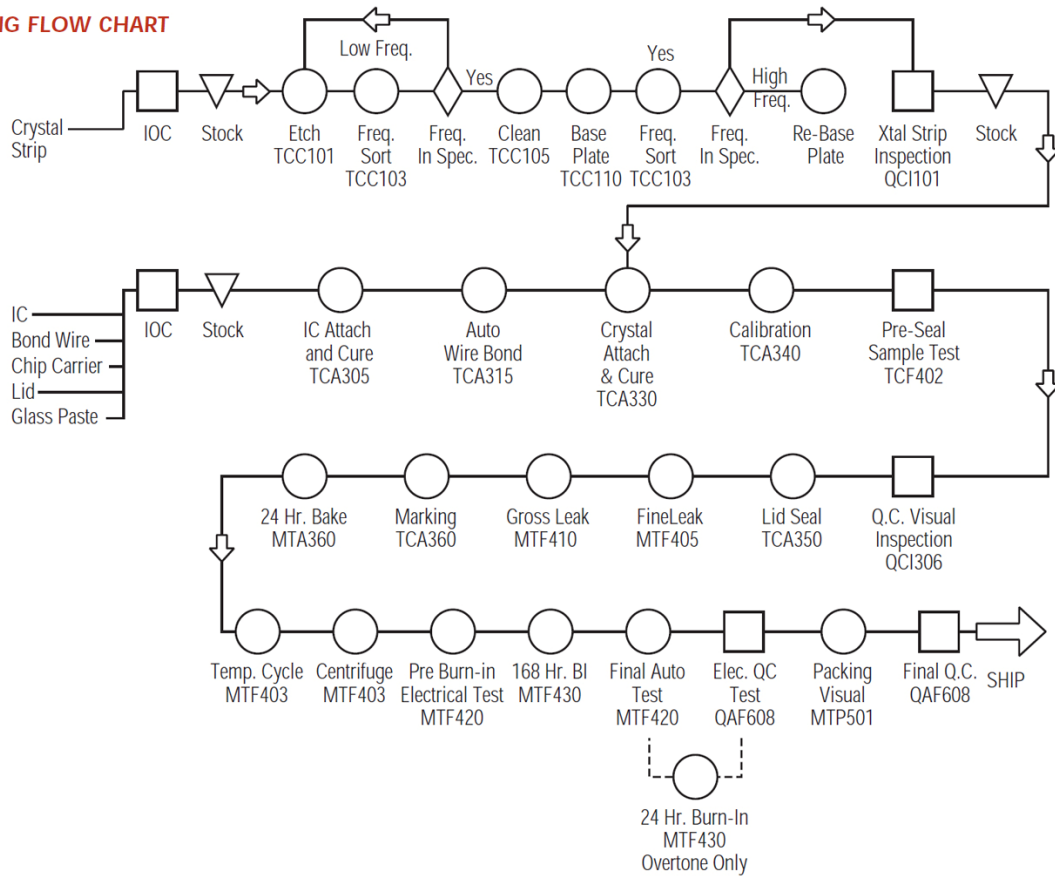 NG FLOW CHART
Low Freq.
Yes
Yes
High
Freq.
Crystal
Strip
IOC
Stock
Etch
TCC101
Freq.
Sort
TCC103
Freq.
In Spec.
Clean
TCC105
Base
Plate
TCC110
Freq.
Sort
TCC103
Freq.
In Spec.
Re-Base
Plate
Xtal Strip
Inspection
QCI101
Stock
IC
Bond Wire
Chip Carrier
Lid
Glass Paste
IOC
Stock
IC Attach
and Cure
TCA305
Auto
Wire Bond
TCA315
Crystal
Attach
& Cure
TCA330
Calibration
TCA340
Pre-Seal
Sample Test
TCF402
24 Hr. Bake
MTA360
Marking
TCA360
Gross Leak
MTF410
FineLeak
MTF405
Lid Seal
TCA350
Q.C. Visual
Inspection
QCI306
Temp. Cycle
MTF403
Centrifuge
MTF403
Pre Burn-in
Electrical Test
MTF420
168 Hr. BI
MTF430
Final Auto
Test
MTF420
Elec. QC
Test
QAF608
Packing
Visual
MTP501
Final Q.C.
QAF608
SHIP
24 Hr. Burn-In
MTF430
Overtone Only